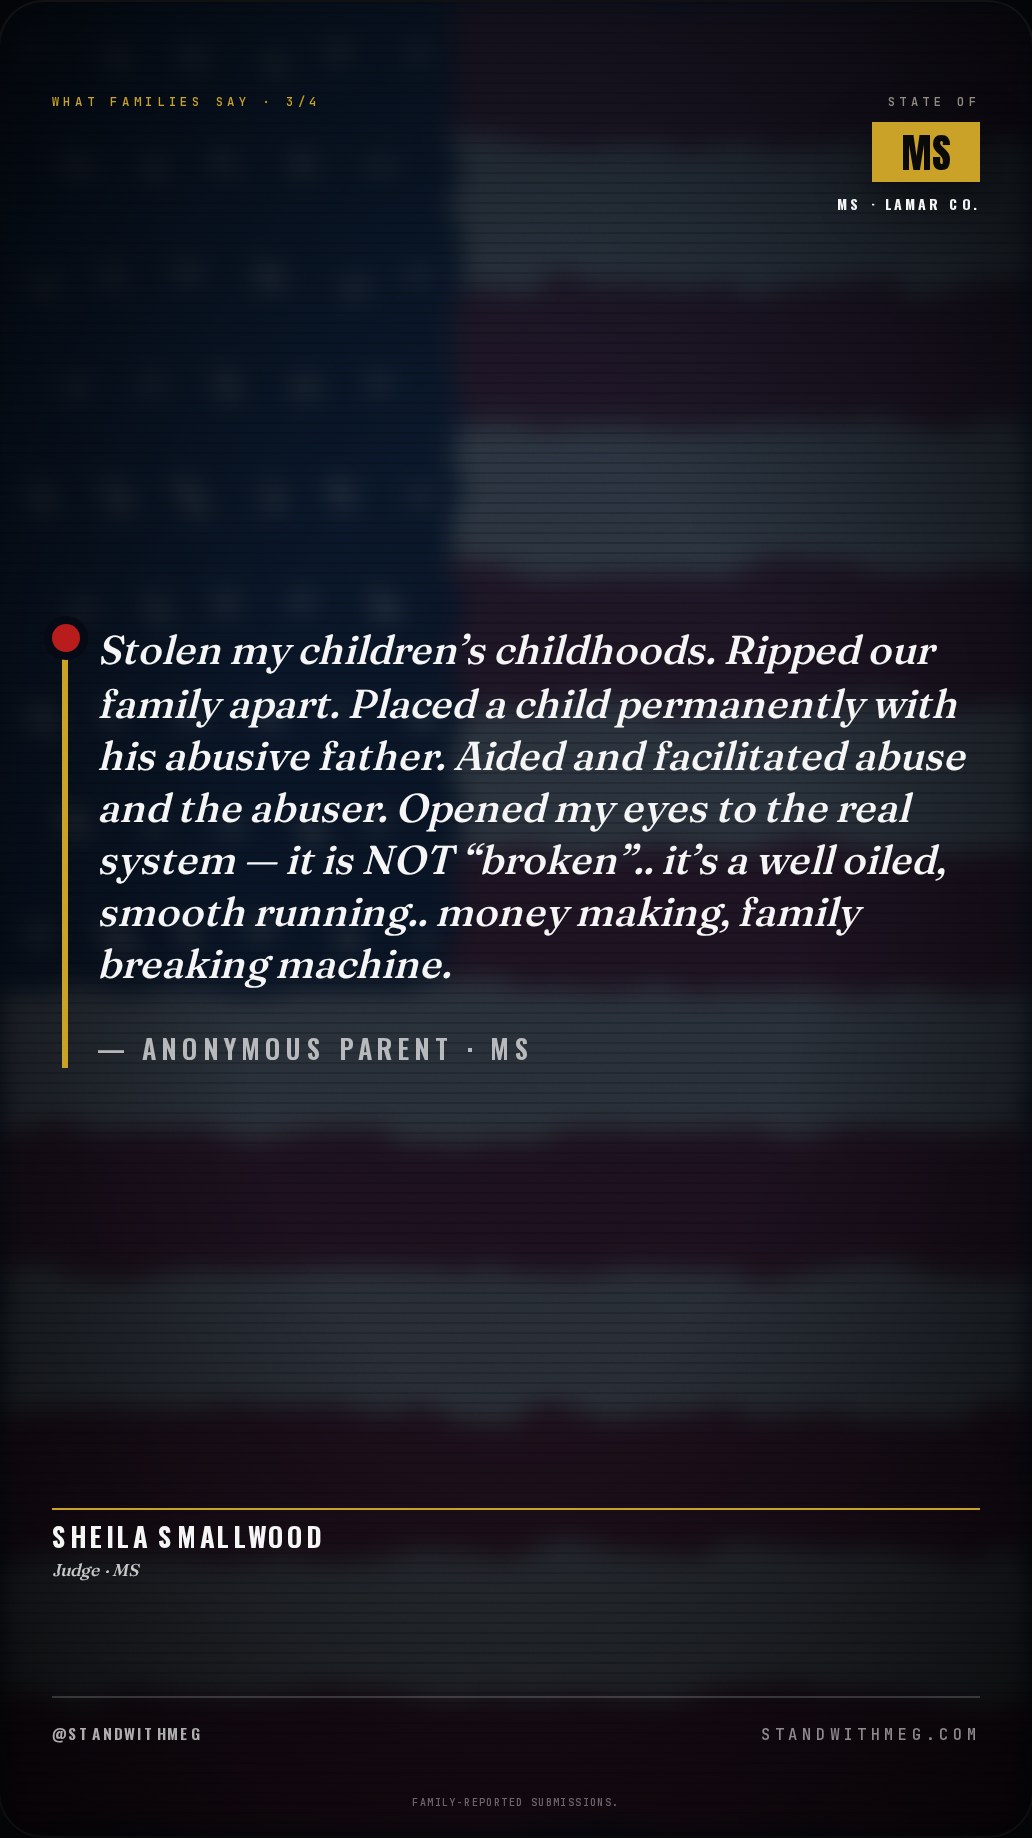 WHAT FAMILIES SAY · 3/4
STATE OF
MS
MS · LAMAR CO.
Stolen my children’s childhoods. Ripped our
family apart. Placed a child permanently with
his abusive father. Aided and facilitated abuse
and the abuser. Opened my eyes to the real
system — it is NOT “broken”.. it’s a well oiled,
smooth running.. money making, family
breaking machine.
— ANONYMOUS PARENT · MS
SHEILA SMALLWOOD
Judge · MS
@STANDWITHMEG
STANDWITHMEG.COM
FAMILY-REPORTED SUBMISSIONS.